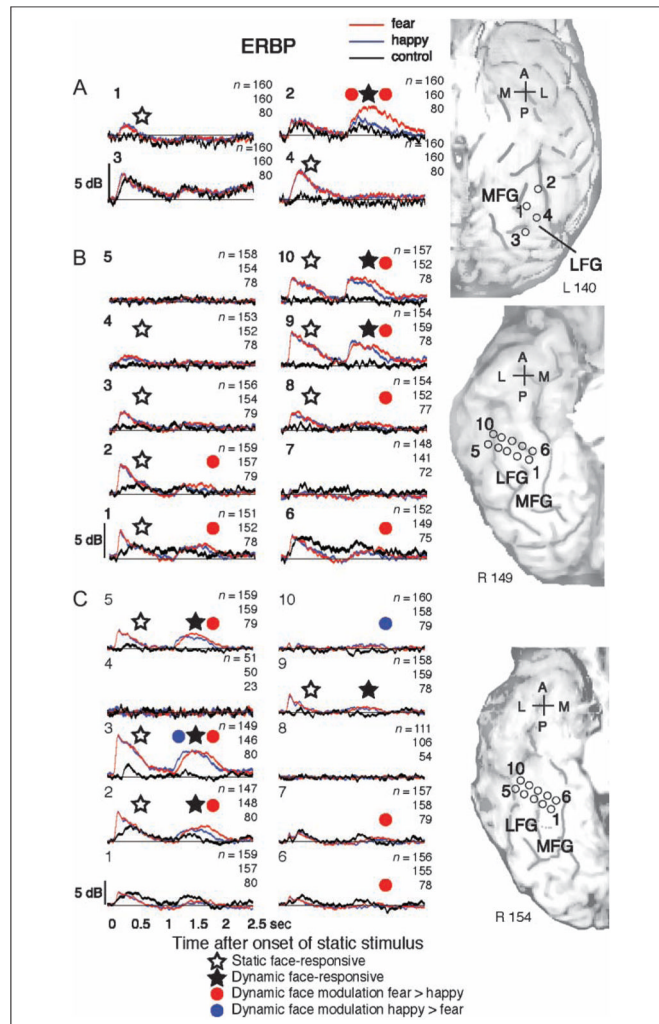 ERBP
fear
happy
control
A
1
n = 160
160
80
2
n = 160
160
80
3
n = 160
160
80
5 dB
4
n = 160
160
80
A
M L
P
MFG
2
1
4
3
LFG
L 140
B
5
n = 158
154
78
10
n = 157
152
78
4
n = 153
152
78
9
n = 154
159
78
3
n = 156
154
79
8
n = 154
152
77
2
n = 159
157
79
7
n = 148
141
72
1
n = 151
152
78
5 dB
6
n = 152
149
75
A
L M
P
10
5
6
1
LFG
MFG
R 149
C
5
n = 159
159
79
10
n = 160
158
79
4
n = 51
50
23
9
n = 158
159
78
3
n = 149
146
80
8
n = 111
106
54
2
n = 147
148
80
7
n = 157
158
79
1
n = 159
157
80
5 dB
6
n = 156
155
78
A
L M
P
10
5
6
1
LFG
MFG
R 154
0 0.5 1 1.5 2 2.5 sec
Time after onset of static stimulus
Static face-responsive
Dynamic face-responsive
Dynamic face modulation fear > happy
Dynamic face modulation happy > fear